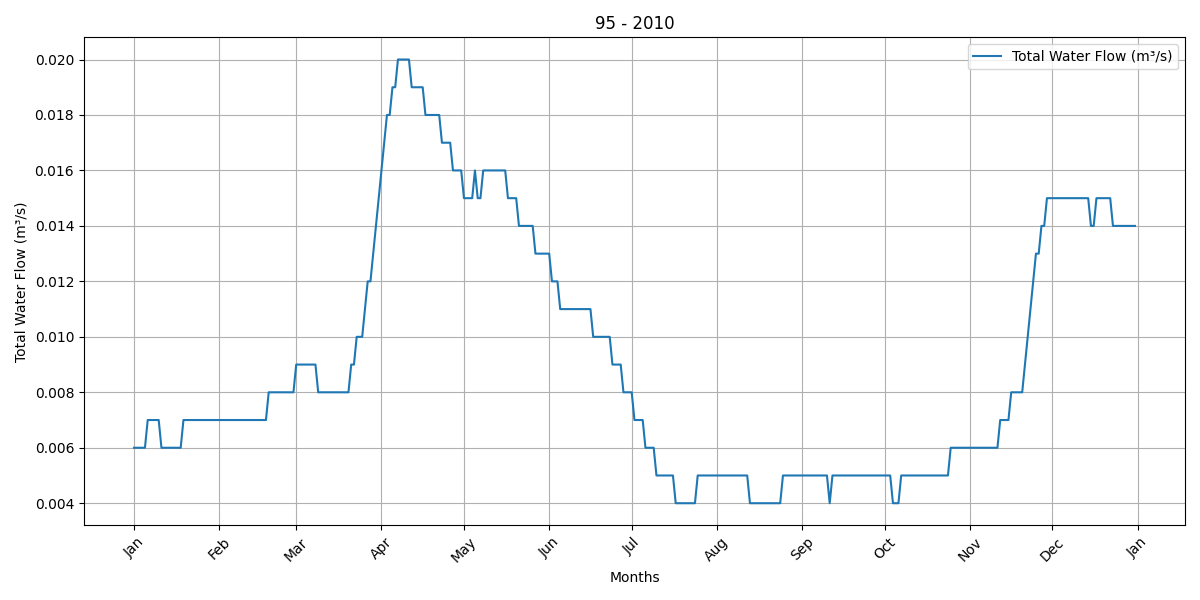 95 - 2010
Total Water Flow (m³/s)
Total Water Flow (m³/s)
0.020
0.018
0.016
0.014
0.012
0.010
0.008
0.006
0.004
Jan
Feb
Mar
Apr
May
Jun
Jul
Aug
Sep
Oct
Nov
Dec
Jan
Months